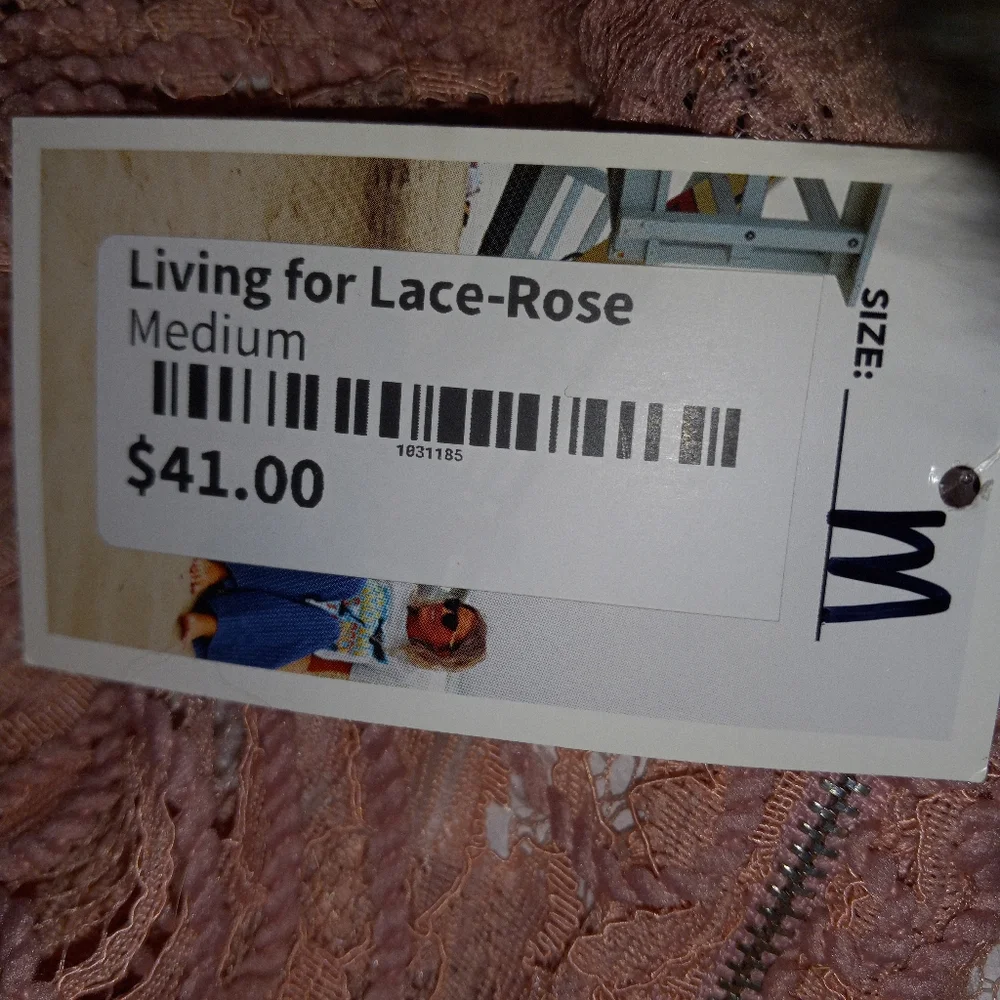 Living for Lace-Rose
Medium
1031185
$41.00
SIZE:
M